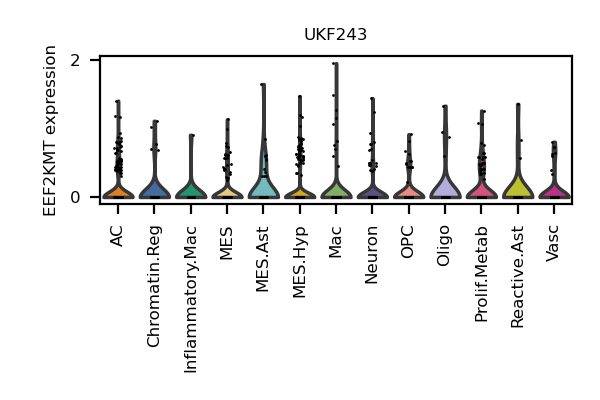 UKF243
EEF2KMT expression
2
0
AC
Chromatin.Reg
Inflammatory.Mac
MES
MES.Ast
MES.Hyp
Mac
Neuron
OPC
Oligo
Prolif.Metab
Reactive.Ast
Vasc